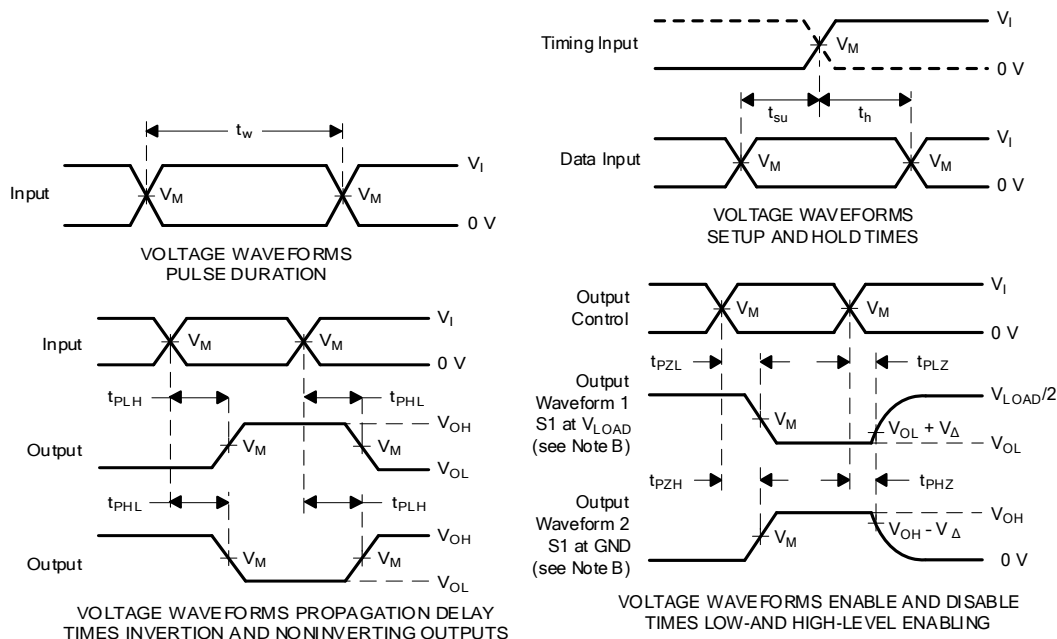 t_w
V_I
Input
V_M
V_M
0 V
VOLTAGE WAVEFORMS
PULSE DURATION
Timing Input
V_I
V_M
0 V
t_su
t_h
Data Input
V_I
V_M
V_M
0 V
VOLTAGE WAVEFORMS
SETUP AND HOLD TIMES
Input
V_I
V_M
V_M
0 V
t_PLH
t_PHL
Output
V_OH
V_M
V_M
V_OL
t_PHL
t_PLH
Output
V_OH
V_M
V_M
V_OL
VOLTAGE WAVEFORMS PROPAGATION DELAY
TIMES INVERTION AND NONINVERTING OUTPUTS
Output
Control
V_I
V_M
V_M
0 V
t_PZL
t_PLZ
Output
Waveform 1
S1 at V_LOAD
(see Note B)
V_LOAD/2
V_M
V_OL + V_Δ
V_OL
t_PZH
t_PHZ
Output
Waveform 2
S1 at GND
(see Note B)
V_OH
V_M
V_OH - V_Δ
0 V
VOLTAGE WAVEFORMS ENABLE AND DISABLE
TIMES LOW-AND HIGH-LEVEL ENABLING